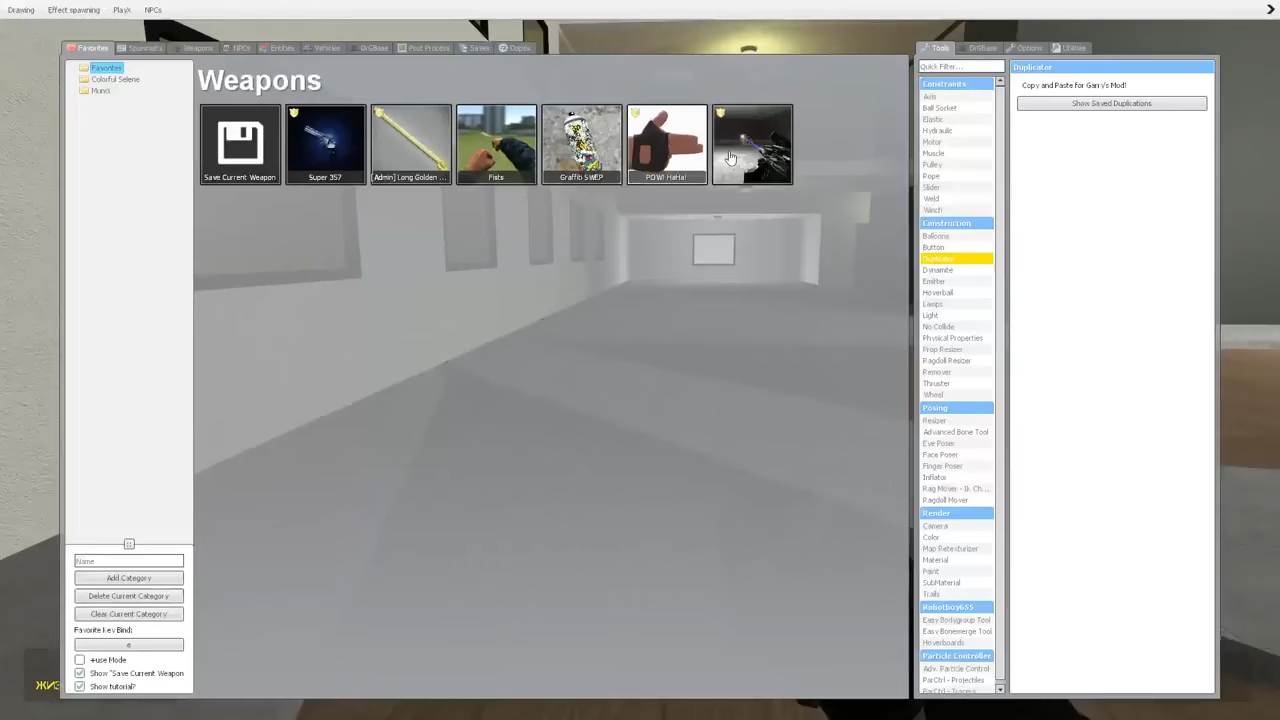 Drawing Effect spawning PlayX NPCs
Favorites Spawnlists Weapons NPCs Entities Vehicles DrGBase Post Process Saves Dupes
Tools DrGBase Options Utilities
Favorites
Colorful Selene
Munci
Weapons
Save Current Weapon
Super 357
[Admin] Long Golden ...
Fists
Graffiti SWEP
POW! HaHa!
Name
Add Category
Delete Current Category
Clear Current Category
Favorite Key Bind:
e
+use Mode
Show "Save Current Weapon
Show tutorial?
Quick Filter...
Constraints
Axis
Ball Socket
Elastic
Hydraulic
Motor
Muscle
Pulley
Rope
Slider
Weld
Winch
Construction
Balloons
Button
Duplicator
Dynamite
Emitter
Hoverball
Lamps
Light
No Collide
Physical Properties
Prop Resizer
Ragdoll Resizer
Remover
Thruster
Wheel
Posing
Resizer
Advanced Bone Tool
Eye Poser
Face Poser
Finger Poser
Inflator
Rag Mover - IK Ch...
Ragdoll Mover
Render
Camera
Color
Map Retexturizer
Material
Paint
SubMaterial
Trails
Robotboy655
Easy Bodygroup Tool
Easy Bonemerge Tool
Hoverboards
Particle Controller
Adv. Particle Control
ParCtrl - Projectiles
ParCtrl - Tracers
Duplicator
Copy and Paste for Garry's Mod!
Show Saved Duplications